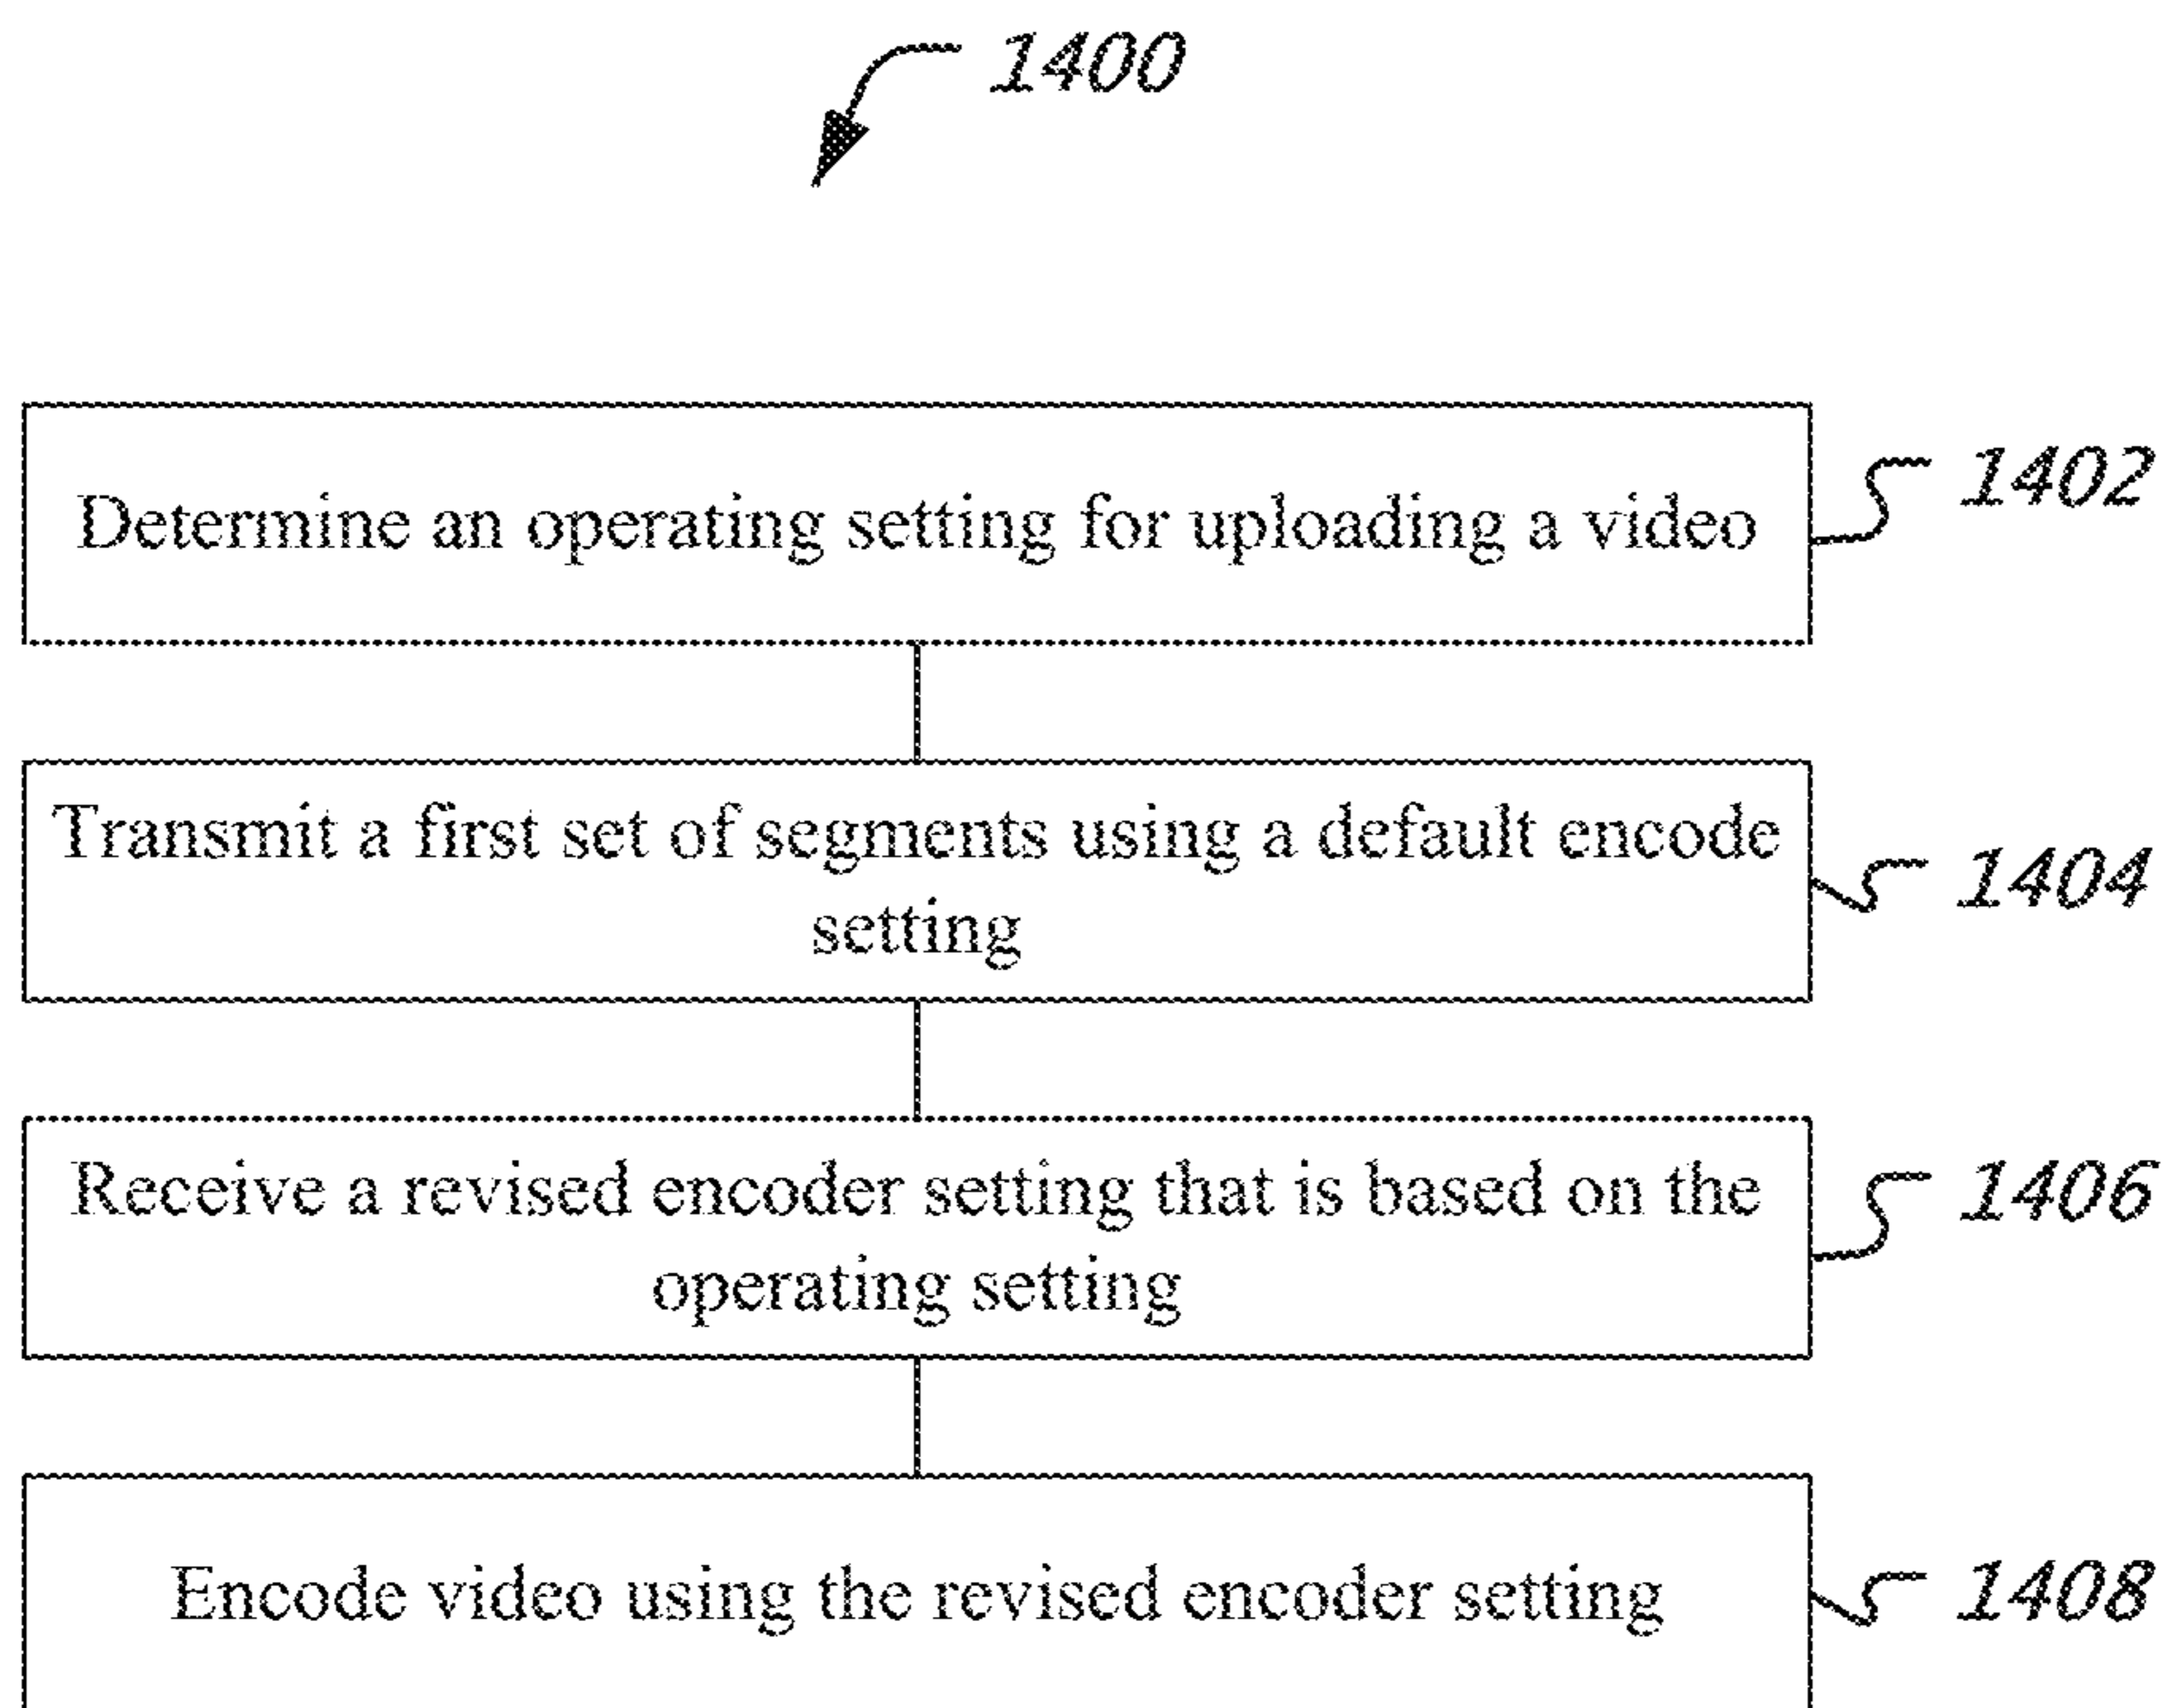 1400
Determine an operating setting for uploading a video
1402
Transmit a first set of segments using a default encode
setting
1404
Receive a revised encoder setting that is based on the
operating setting
1406
Encode video using the revised encoder setting
1408